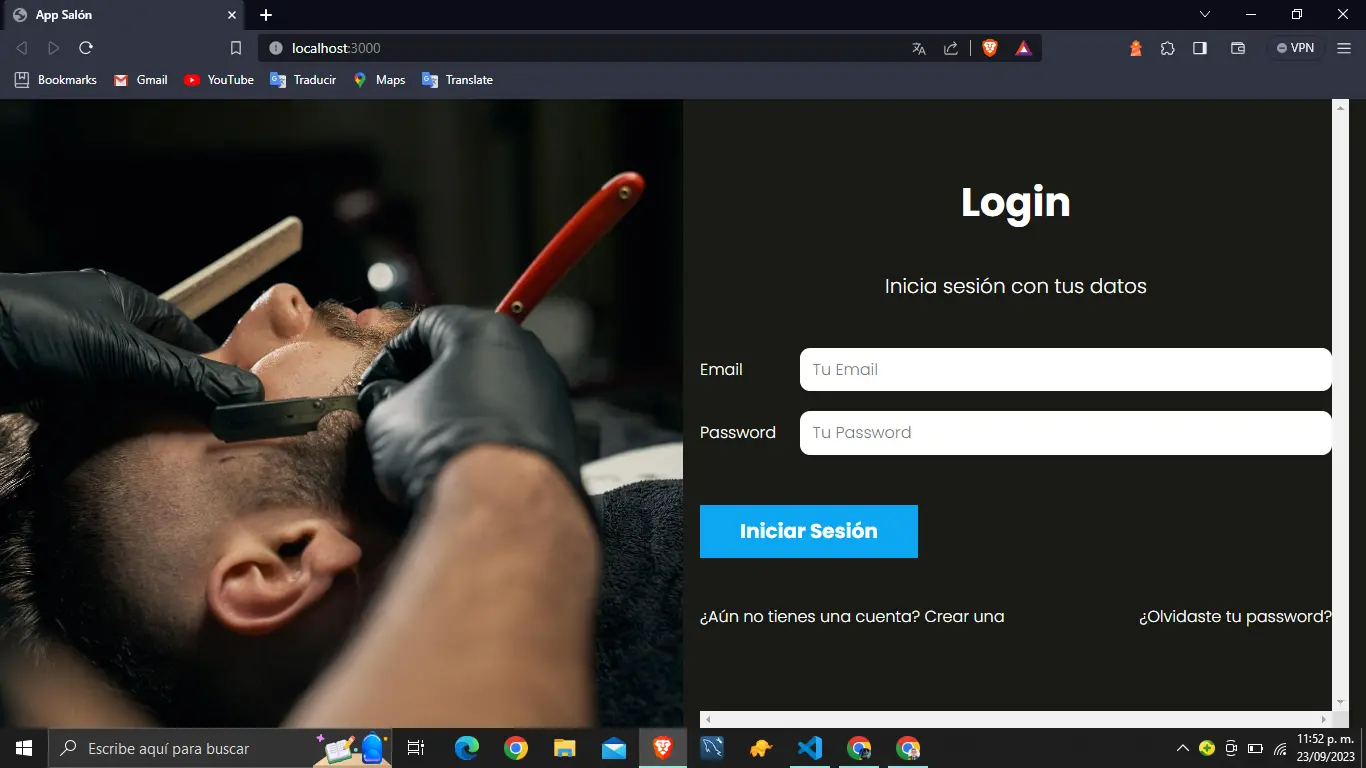 App Salón
localhost:3000
VPN
Bookmarks Gmail YouTube Traducir Maps Translate
Login
Inicia sesión con tus datos
Email Tu Email
Password Tu Password
Iniciar Sesión
¿Aún no tienes una cuenta? Crear una ¿Olvidaste tu password?
Escribe aquí para buscar
11:52 p. m.
23/09/2023